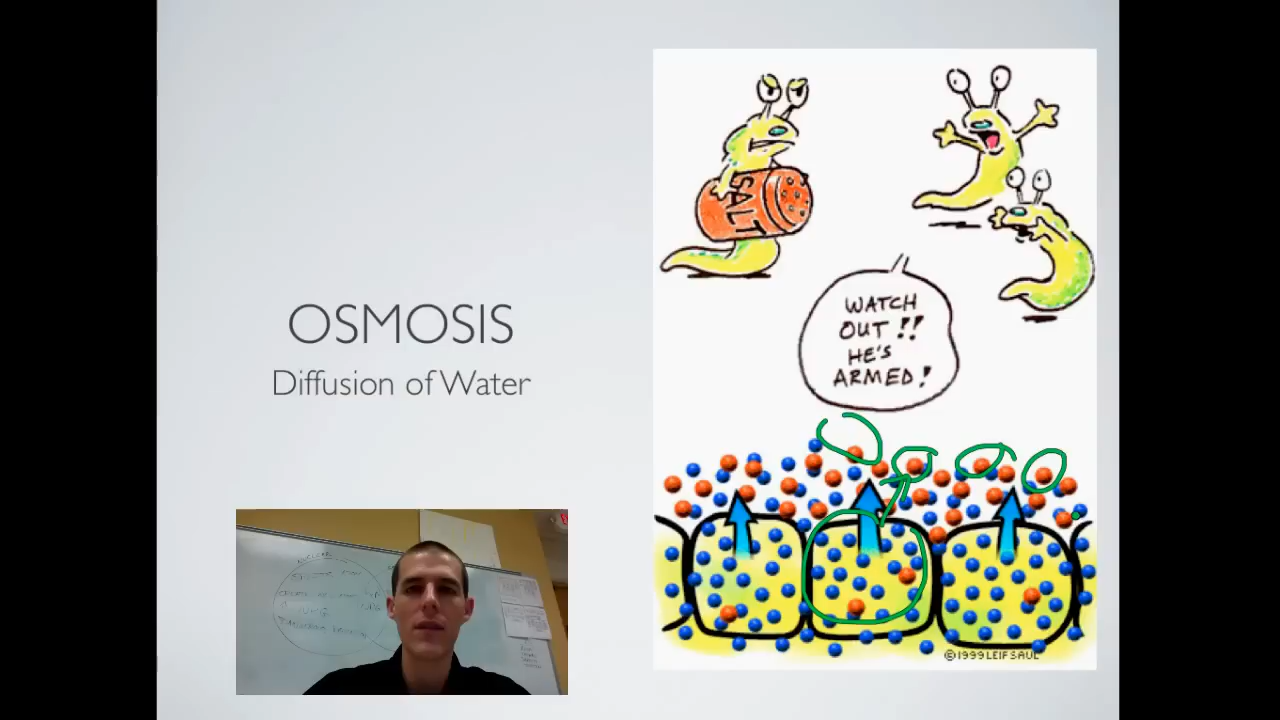 OSMOSIS
Diffusion of Water
SALT
WATCH
OUT !!
HE'S
ARMED!
©1999 LEIF SAUL